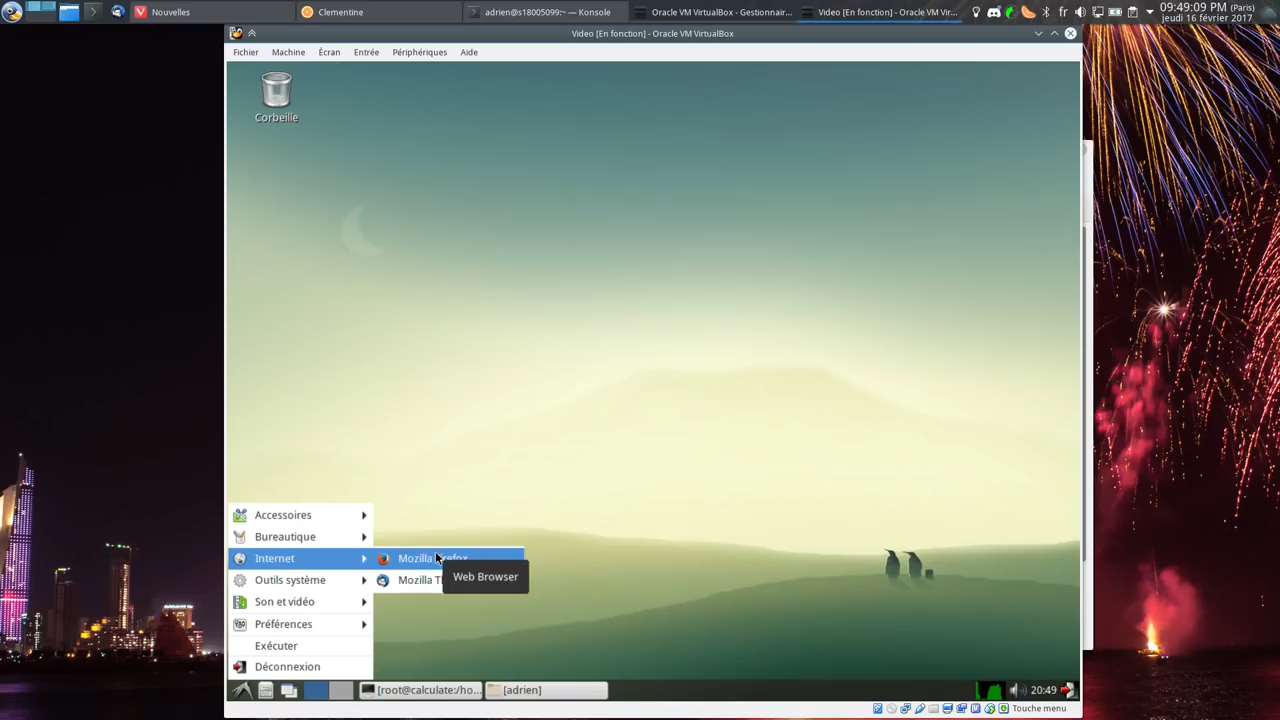 Nouvelles
Clementine
adrien@s18005099:~ — Konsole
Oracle VM VirtualBox - Gestionnair...
Video [En fonction] - Oracle VM Vir...
fr
09:49:09 PM (Paris)
jeudi 16 février 2017
Video [En fonction] - Oracle VM VirtualBox
Fichier Machine Écran Entrée Périphériques Aide
Corbeille
Accessoires
Bureautique
Internet
Mozilla
Outils système
Mozilla
Web Browser
Son et vidéo
Préférences
Exécuter
Déconnexion
[root@calculate:/ho...
[adrien]
20:49
Touche menu